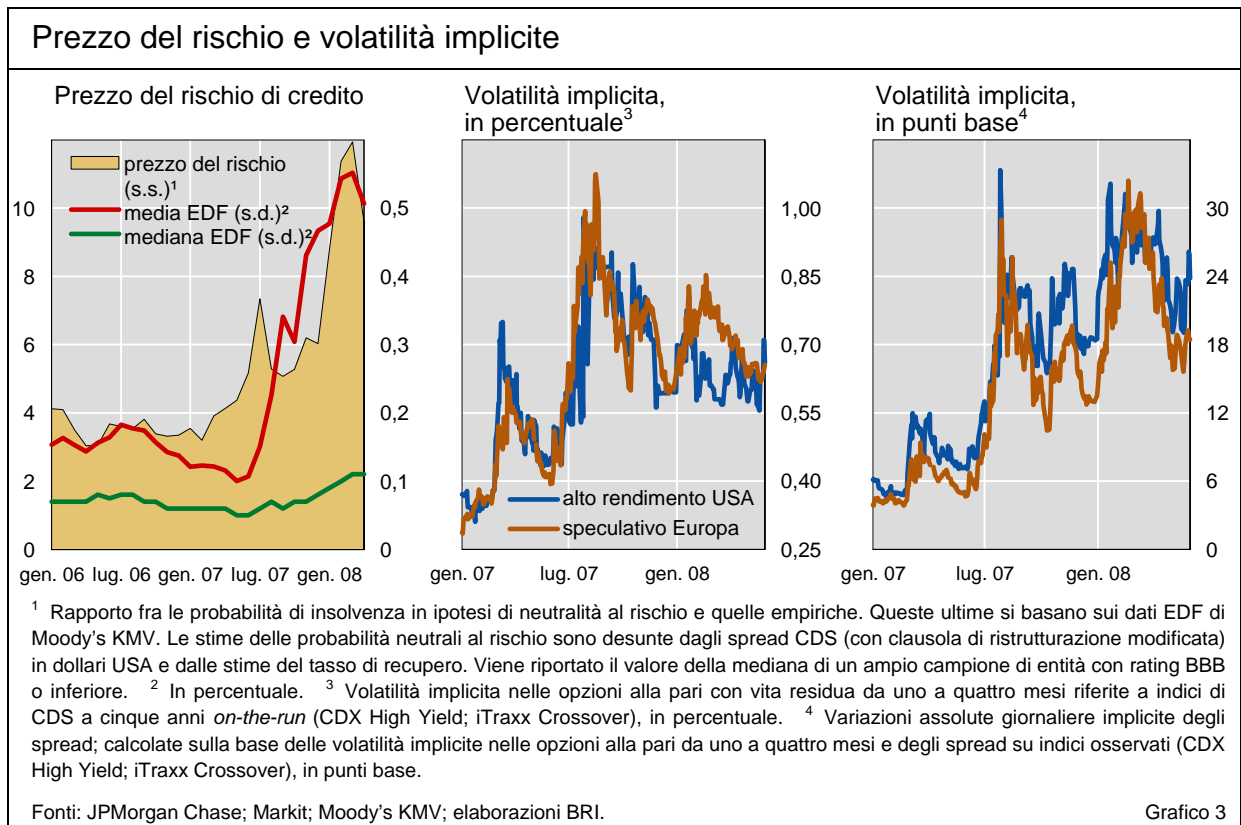 Prezzo del rischio e volatilità implicite
Prezzo del rischio di credito
prezzo del rischio
(s.s.)¹
media EDF (s.d.)²
mediana EDF (s.d.)²
10
8
6
4
2
0
0,5
0,4
0,3
0,2
0,1
0
gen. 06 lug. 06 gen. 07 lug. 07 gen. 08
Volatilità implicita,
in percentuale³
alto rendimento USA
speculativo Europa
1,00
0,85
0,70
0,55
0,40
0,25
gen. 07 lug. 07 gen. 08
Volatilità implicita,
in punti base⁴
30
24
18
12
6
0
gen. 07 lug. 07 gen. 08
¹ Rapporto fra le probabilità di insolvenza in ipotesi di neutralità al rischio e quelle empiriche. Queste ultime si basano sui dati EDF di
Moody's KMV. Le stime delle probabilità neutrali al rischio sono desunte dagli spread CDS (con clausola di ristrutturazione modificata)
in dollari USA e dalle stime del tasso di recupero. Viene riportato il valore della mediana di un ampio campione di entità con rating BBB
o inferiore. ² In percentuale. ³ Volatilità implicita nelle opzioni alla pari con vita residua da uno a quattro mesi riferite a indici di
CDS a cinque anni on-the-run (CDX High Yield; iTraxx Crossover), in percentuale. ⁴ Variazioni assolute giornaliere implicite degli
spread; calcolate sulla base delle volatilità implicite nelle opzioni alla pari da uno a quattro mesi e degli spread su indici osservati (CDX
High Yield; iTraxx Crossover), in punti base.
Fonti: JPMorgan Chase; Markit; Moody's KMV; elaborazioni BRI.
Grafico 3